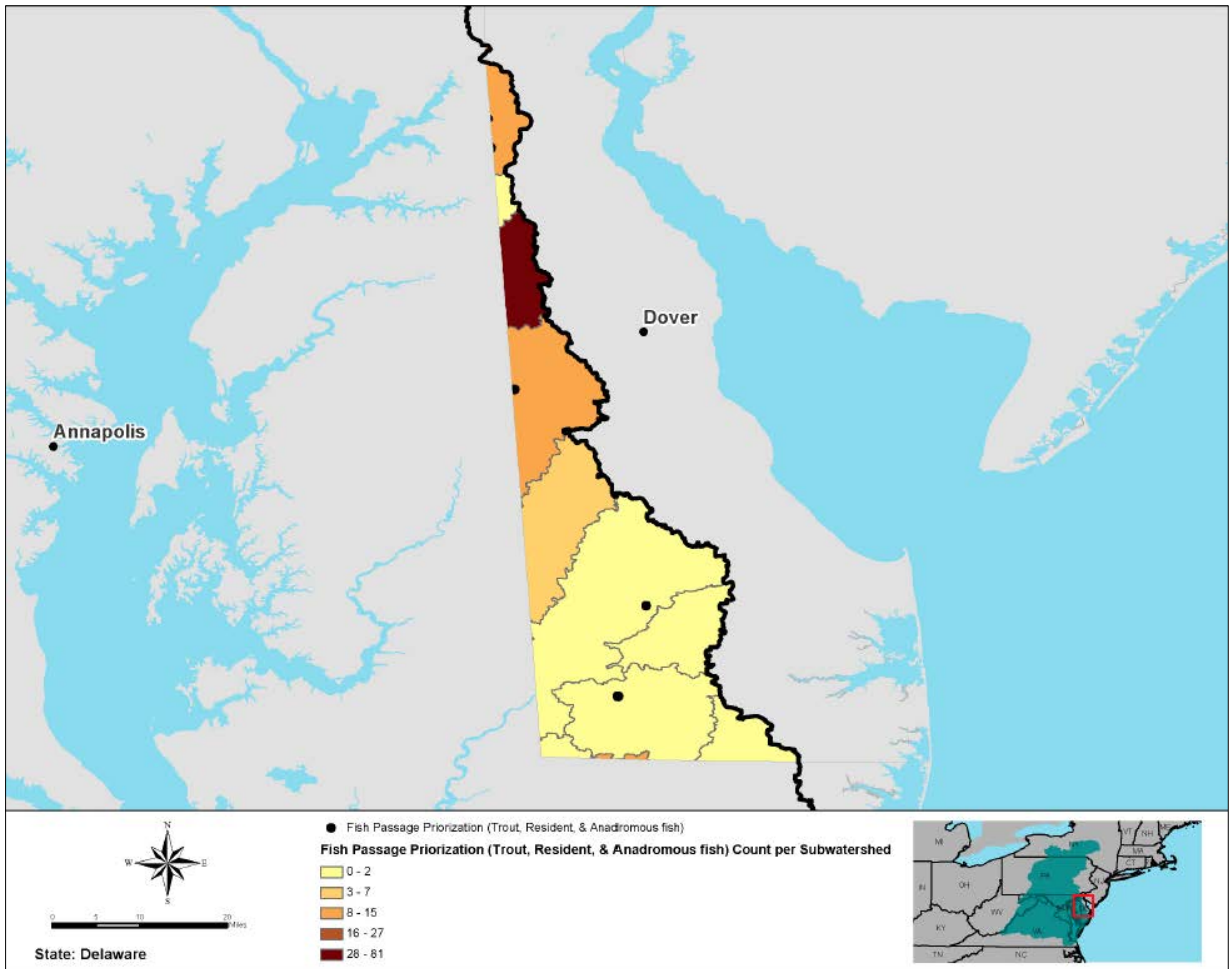 Dover
Annapolis
N
W E
S
0 5 10 20
Miles
State: Delaware
Fish Passage Priorization (Trout, Resident, & Anadromous fish)
Fish Passage Priorization (Trout, Resident, & Anadromous fish) Count per Subwatershed
0 - 2
3 - 7
8 - 15
16 - 27
28 - 81
MI
VT NH ME
MA
CT
PA
NJ
IN OH
WV
KY
VA
TN NC